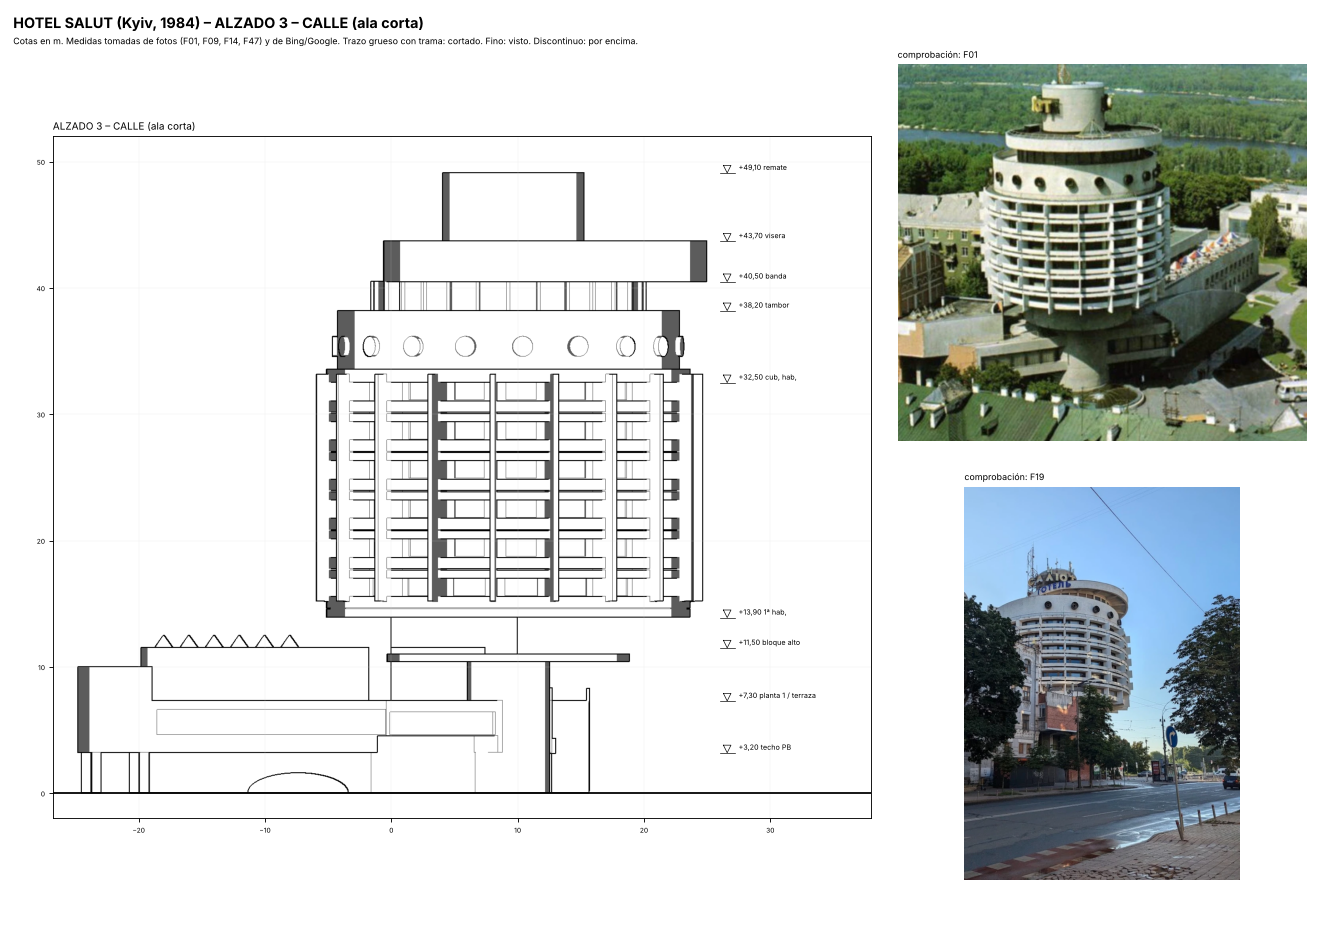 HOTEL SALUT (Kyiv, 1984) – ALZADO 3 – CALLE (ala corta)
Cotas en m. Medidas tomadas de fotos (F01, F09, F14, F47) y de Bing/Google. Trazo grueso con trama: cortado. Fino: visto. Discontinuo: por encima.
comprobación: F01
ALZADO 3 – CALLE (ala corta)
50
40
30
20
10
0
−20
−10
0
10
20
30
+49,10 remate
+43,70 visera
+40,50 banda
+38,20 tambor
+32,50 cub, hab,
+13,90 1ª hab,
+11,50 bloque alto
+7,30 planta 1 / terraza
+3,20 techo PB
comprobación: F19
ГОТЕЛЬ